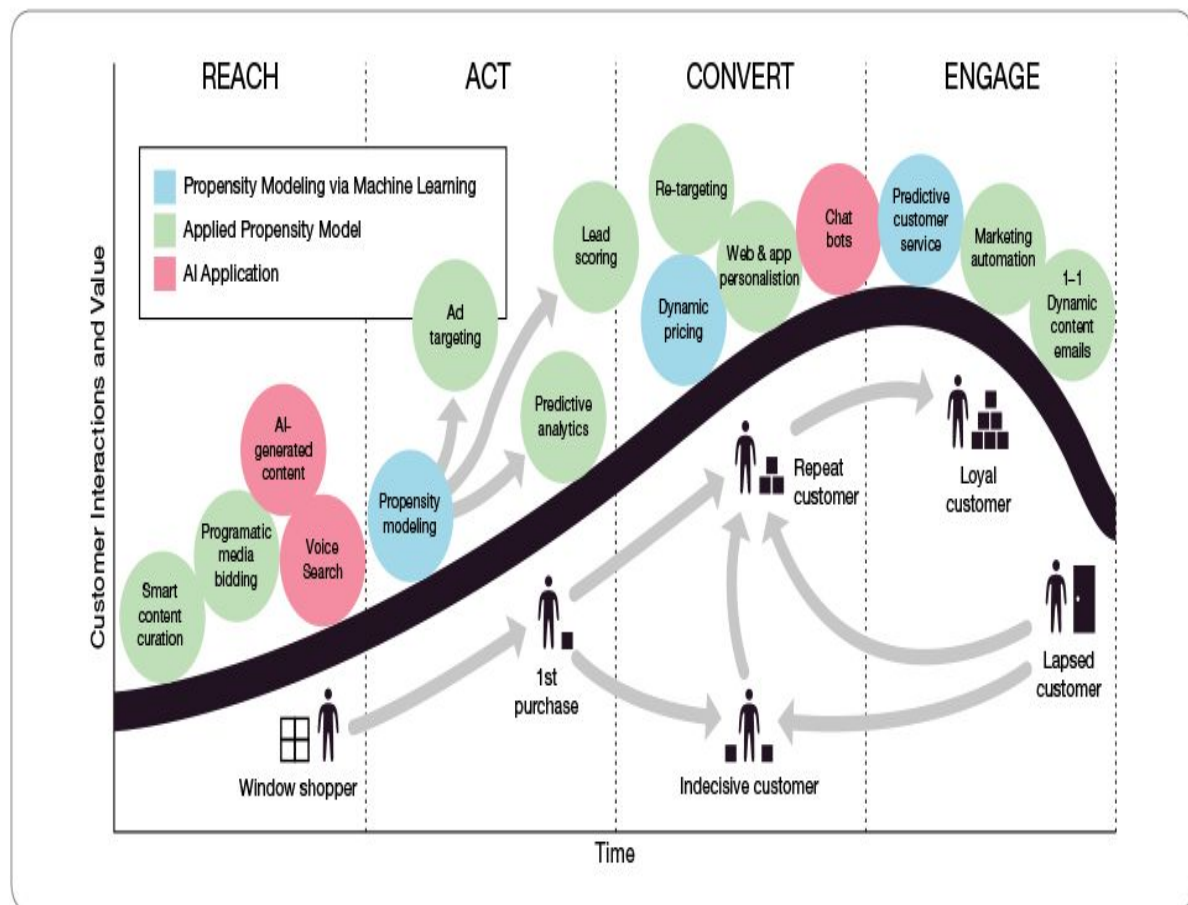 REACH
ACT
CONVERT
ENGAGE
Propensity Modeling via Machine Learning
Applied Propensity Model
AI Application
Smart
content
curation
Programatic
media
bidding
AI-
generated
content
Voice
Search
Propensity
modeling
Ad
targeting
Lead
scoring
Predictive
analytics
Re-targeting
Dynamic
pricing
Web & app
personalistion
Chat
bots
Predictive
customer
service
Marketing
automation
1–1
Dynamic
content
emails
Window shopper
1st
purchase
Repeat
customer
Indecisive customer
Loyal
customer
Lapsed
customer
Customer Interactions and Value
Time